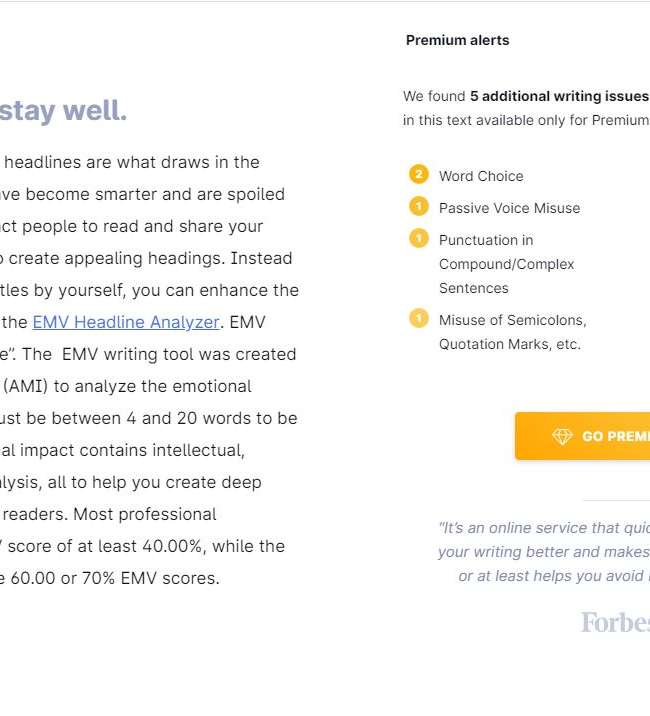 stay well.
headlines are what draws in the
ve become smarter and are spoiled
ct people to read and share your
o create appealing headings. Instead
tles by yourself, you can enhance the
the EMV Headline Analyzer. EMV
e”. The  EMV writing tool was created
(AMI) to analyze the emotional
ust be between 4 and 20 words to be
al impact contains intellectual,
lysis, all to help you create deep
readers. Most professional
score of at least 40.00%, while the
e 60.00 or 70% EMV scores.
Premium alerts
We found 5 additional writing issues
in this text available only for Premium
2 Word Choice
1 Passive Voice Misuse
1 Punctuation in
Compound/Complex
Sentences
1 Misuse of Semicolons,
Quotation Marks, etc.
GO PREM
“It’s an online service that quic
your writing better and makes
or at least helps you avoid
Forbes